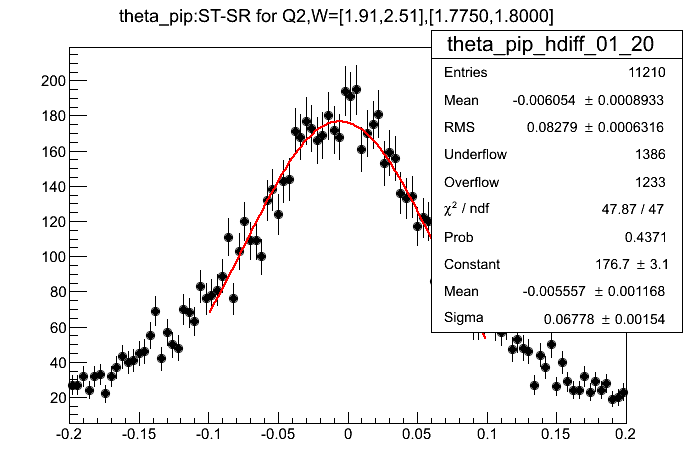 theta_pip:ST-SR for Q2,W=[1.91,2.51],[1.7750,1.8000]
theta_pip_hdiff_01_20
Entries 11210
Mean -0.006054 ± 0.0008933
RMS 0.08279 ± 0.0006316
Underflow 1386
Overflow 1233
χ² / ndf 47.87 / 47
Prob 0.4371
Constant 176.7 ± 3.1
Mean -0.005557 ± 0.001168
Sigma 0.06778 ± 0.00154
200
180
160
140
120
100
80
60
40
20
-0.2 -0.15 -0.1 -0.05 0 0.05 0.1 0.15 0.2